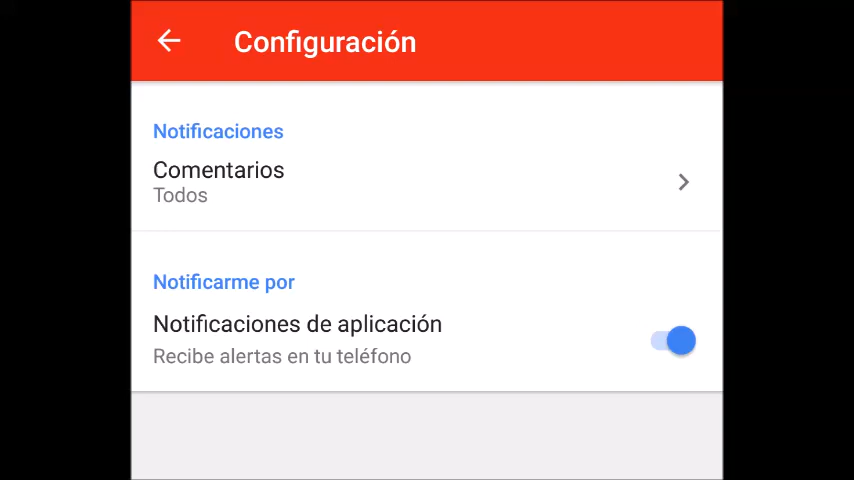 Configuración
Notificaciones
Comentarios
Todos
Notificarme por
Notificaciones de aplicación
Recibe alertas en tu teléfono